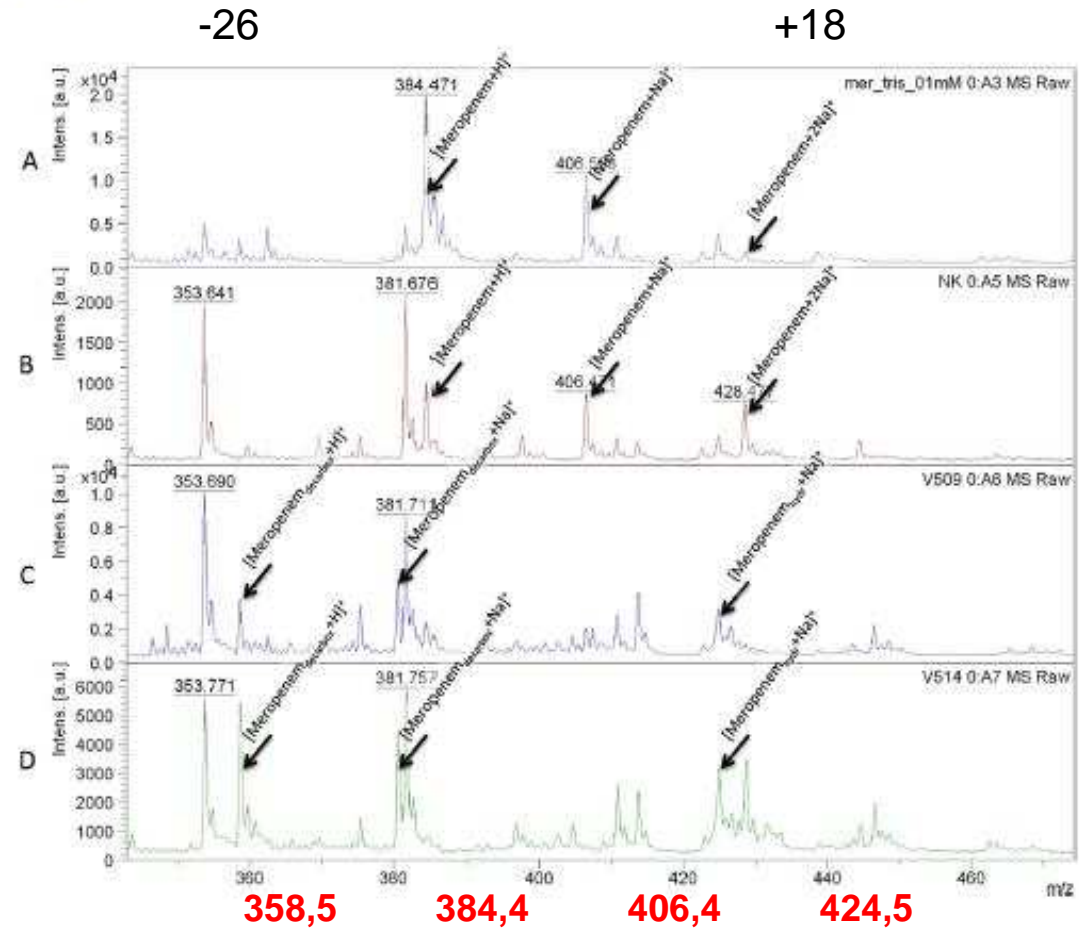 -26 +18
x10^4
Intens. [a.u.]
2.0
1.5
1.0
0.5
0.0
A
384.471
[Meropenem+H]⁺
[Meropenem+Na]⁺
[Meropenem+2Na]⁺
mer_tris_01mM 0:A3 MS Raw
Intens. [a.u.]
2000
1500
1000
500
0
B
353.641
381.676
406.471
[Meropenem+H]⁺
[Meropenem+Na]⁺
[Meropenem+2Na]⁺
NK 0:A5 MS Raw
x10^4
Intens. [a.u.]
1.0
0.8
0.6
0.4
0.2
0.0
C
353.690
381.711
V509 0:A6 MS Raw
Intens. [a.u.]
6000
5000
4000
3000
2000
1000
0
D
353.771
381.757
V514 0:A7 MS Raw
360 380 400 420 440 460 m/z
358,5 384,4 406,4 424,5